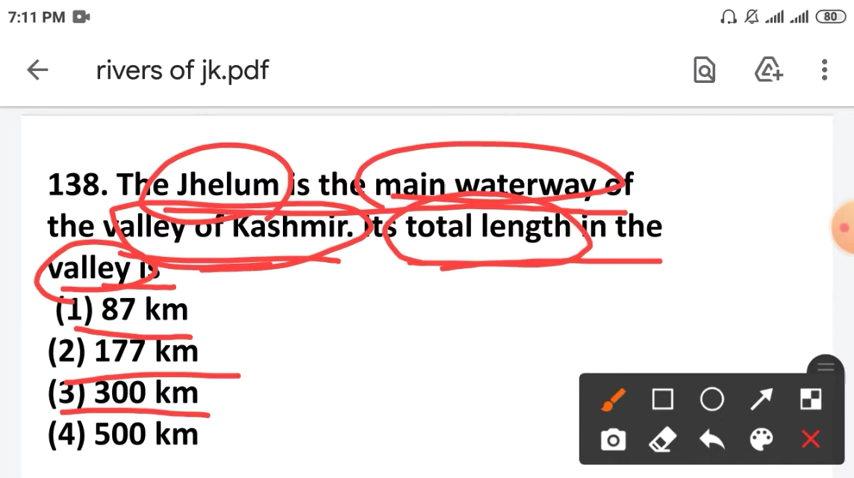 7:11 PM
80
rivers of jk.pdf
138. The Jhelum is the main waterway of
the valley of Kashmir. Its total length in the
valley is
(1) 87 km
(2) 177 km
(3) 300 km
(4) 500 km